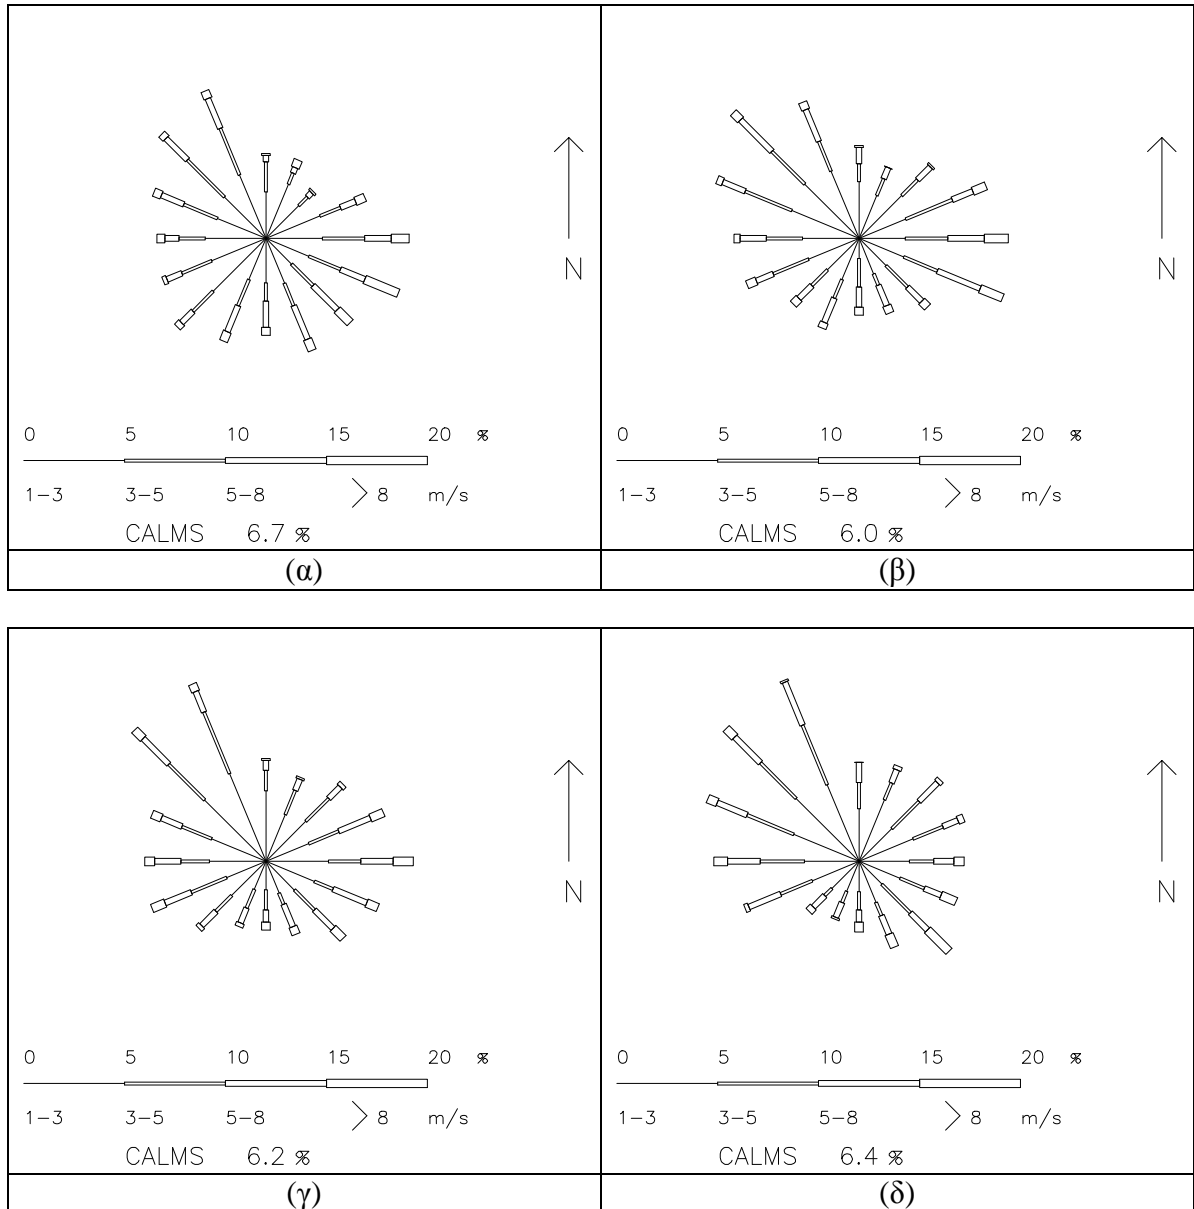 N N
0 5 10 15 20 % 0 5 10 15 20 %
1-3 3-5 5-8 >8 m/s 1-3 3-5 5-8 >8 m/s
CALMS 6.7 % CALMS 6.0 %
(α) (β)
N N
0 5 10 15 20 % 0 5 10 15 20 %
1-3 3-5 5-8 >8 m/s 1-3 3-5 5-8 >8 m/s
CALMS 6.2 % CALMS 6.4 %
(γ) (δ)